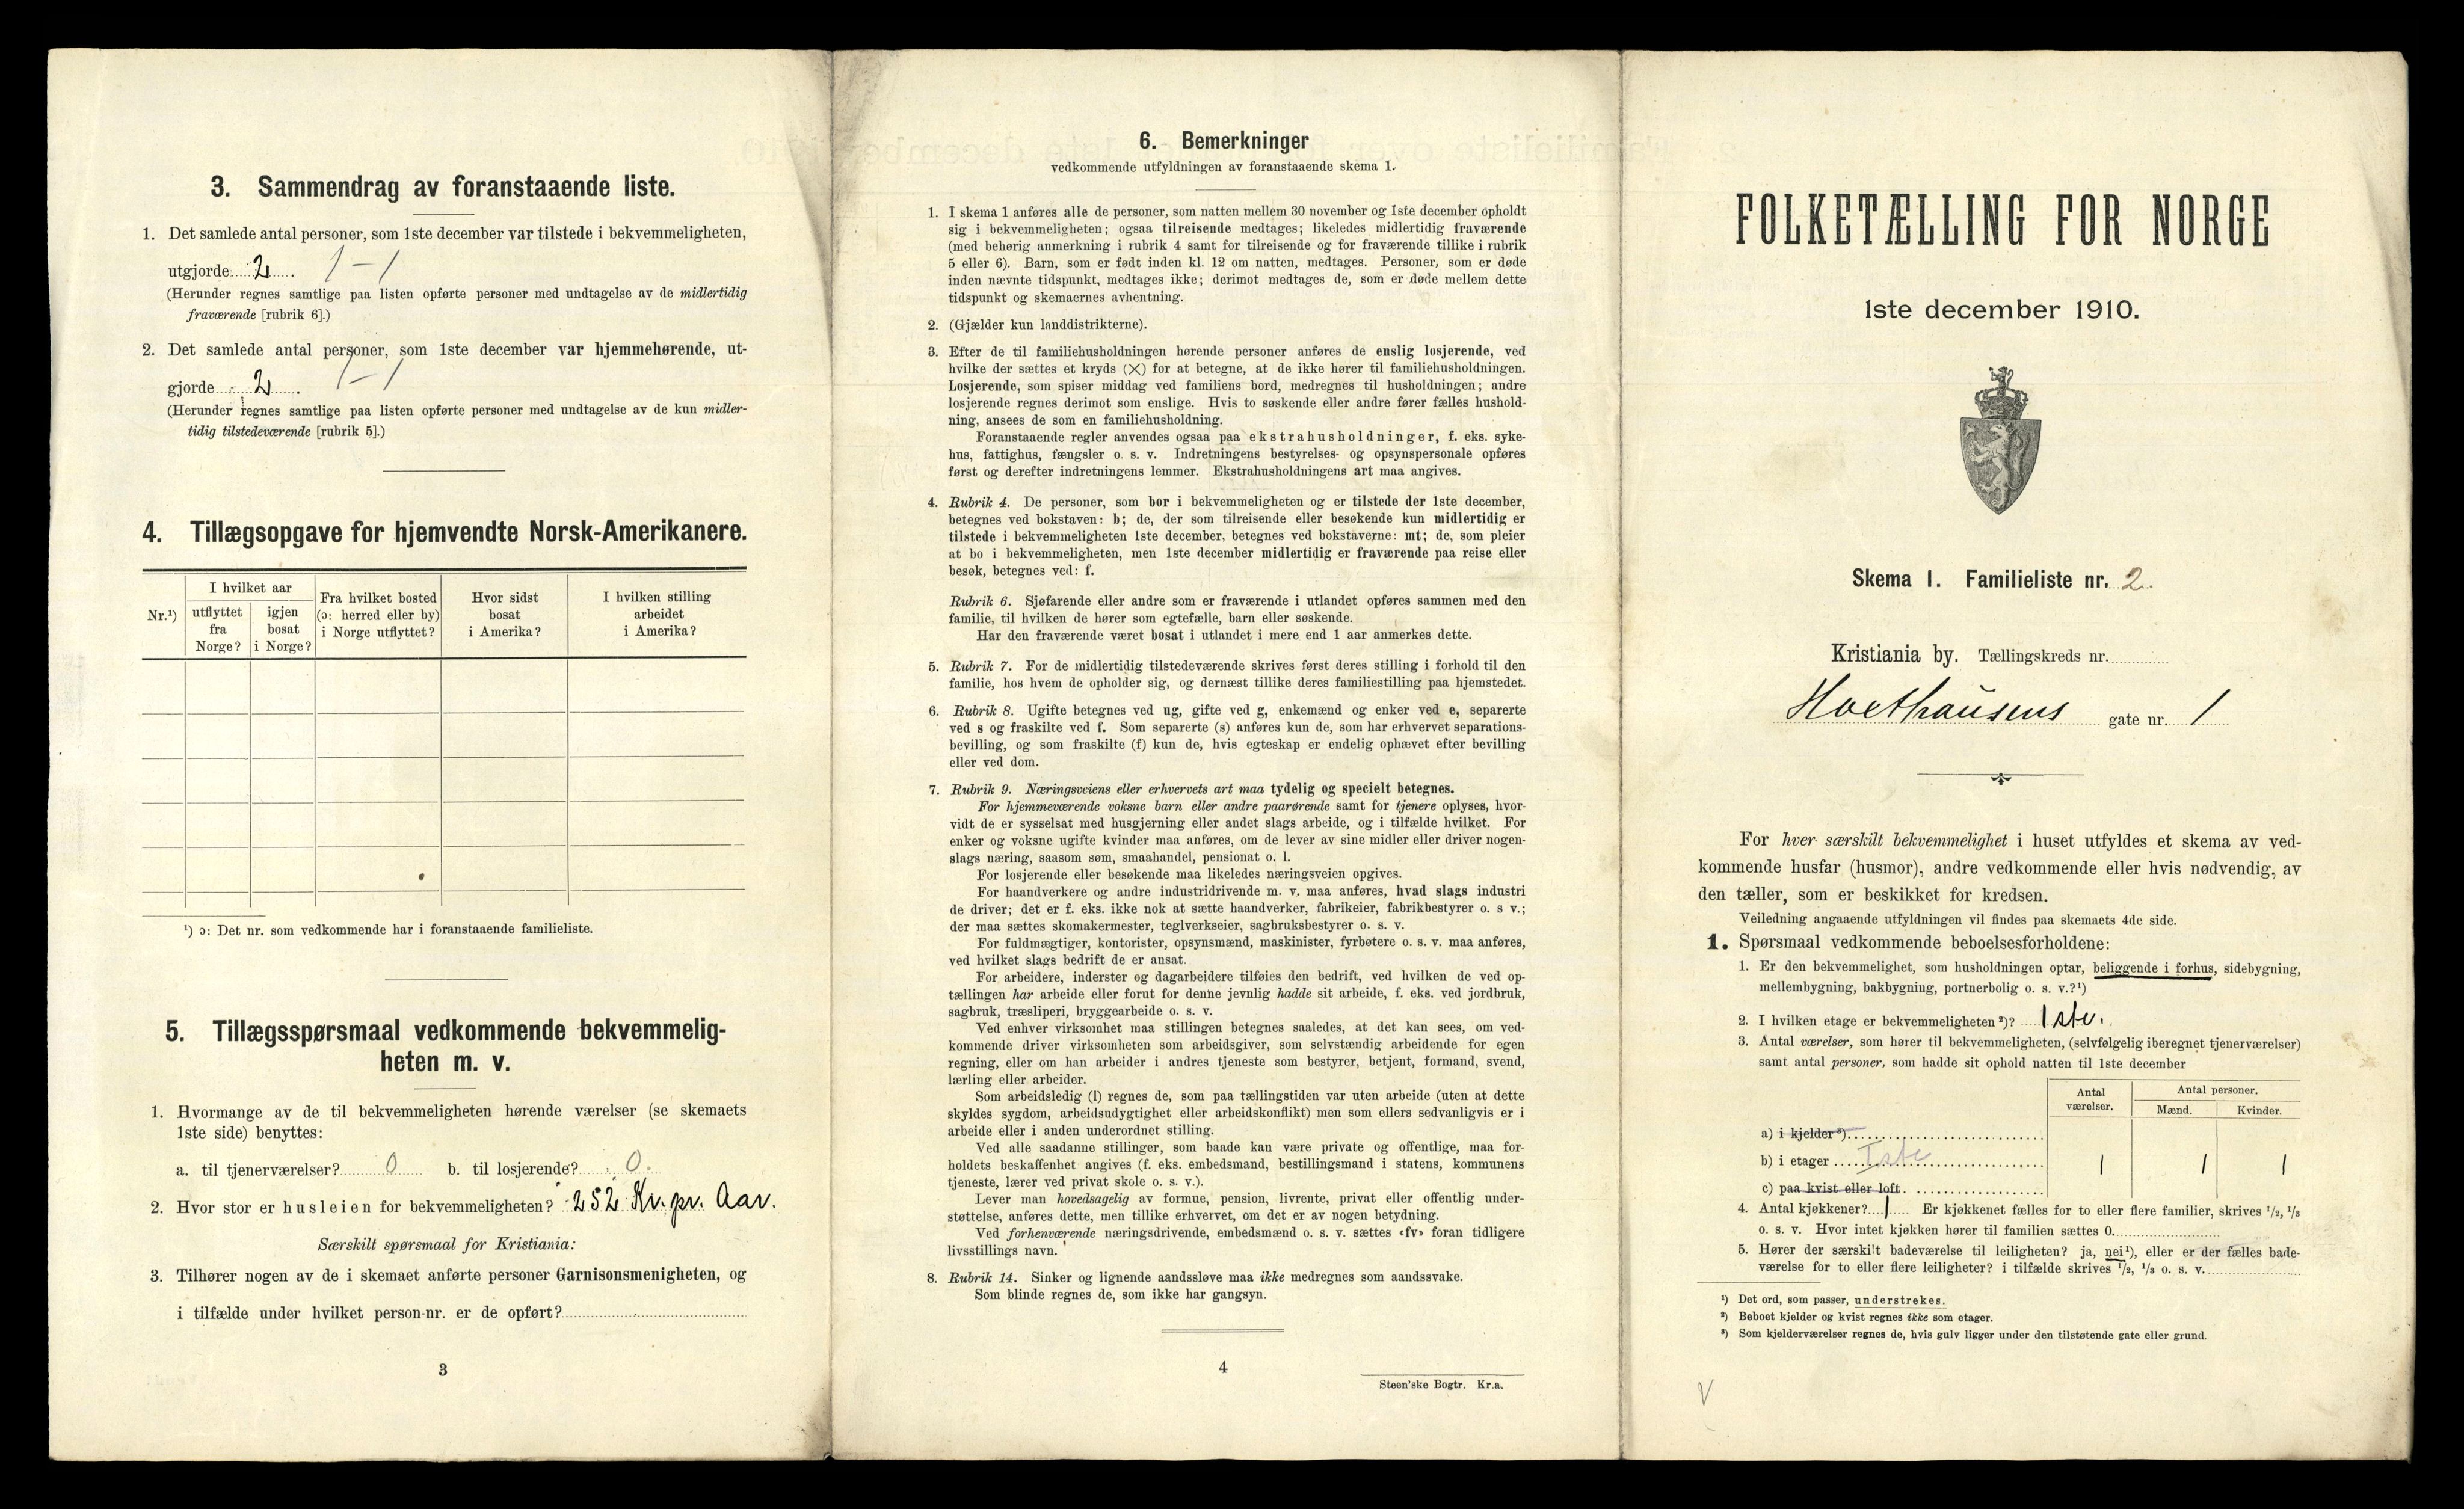 3. Sammendrag av foranstaaende liste.
1. Det samlede antal personer, som 1ste december var tilstede i bekvemmeligheten,
utgjorde 2. 1 – 1
(Herunder regnes samtlige paa listen opførte personer med undtagelse av de midlertidig
fraværende [rubrik 6].)
2. Det samlede antal personer, som 1ste december var hjemmehørende, ut-
gjorde 2. 1 – 1
(Herunder regnes samtlige paa listen opførte personer med undtagelse av de kun midler-
tidig tilstedeværende [rubrik 5].)
4. Tillægsopgave for hjemvendte Norsk-Amerikanere.
Nr.¹)
I hvilket aar
utflyttet
fra
Norge?
igjen
bosat
i Norge?
Fra hvilket bosted
(ɔ: herred eller by)
i Norge utflyttet?
Hvor sidst
bosat
i Amerika?
I hvilken stilling
arbeidet
i Amerika?
¹) ɔ: Det nr. som vedkommende har i foranstaaende familieliste.
5. Tillægsspørsmaal vedkommende bekvemmelig-
heten m. v.
1. Hvormange av de til bekvemmeligheten hørende værelser (se skemaets
1ste side) benyttes:
a. til tjenerværelser? 0 b. til losjerende? 0.
2. Hvor stor er husleien for bekvemmeligheten? 252 Kr. pr. Aar.
Særskilt spørsmaal for Kristiania:
3. Tilhører nogen av de i skemaet anførte personer Garnisonsmenigheten, og
i tilfælde under hvilket person-nr. er de opført?
3
6. Bemerkninger
vedkommende utfyldningen av foranstaaende skema 1.
1. I skema 1 anføres alle de personer, som natten mellem 30 november og 1ste december opholdt
sig i bekvemmeligheten; ogsaa tilreisende medtages; likeledes midlertidig fraværende
(med behørig anmerkning i rubrik 4 samt for tilreisende og for fraværende tillike i rubrik
5 eller 6). Barn, som er født inden kl. 12 om natten, medtages. Personer, som er døde
inden nævnte tidspunkt, medtages ikke; derimot medtages de, som er døde mellem dette
tidspunkt og skemaernes avhentning.
2. (Gjælder kun landdistrikterne).
3. Efter de til familiehusholdningen hørende personer anføres de enslig losjerende, ved
hvilke der sættes et kryds (×) for at betegne, at de ikke hører til familiehusholdningen.
Losjerende, som spiser middag ved familiens bord, medregnes til husholdningen; andre
losjerende regnes derimot som enslige. Hvis to søskende eller andre fører fælles hushold-
ning, ansees de som en familiehusholdning.
Foranstaaende regler anvendes ogsaa paa ekstrahusholdninger, f. eks. syke-
hus, fattighus, fængsler o. s. v. Indretningens bestyrelses- og opsynspersonale opføres
først og derefter indretningens lemmer. Ekstrahusholdningens art maa angives.
4. Rubrik 4. De personer, som bor i bekvemmeligheten og er tilstede der 1ste december,
betegnes ved bokstaven: b; de, der som tilreisende eller besøkende kun midlertidig er
tilstede i bekvemmeligheten 1ste december, betegnes ved bokstaverne: mt; de, som pleier
at bo i bekvemmeligheten, men 1ste december midlertidig er fraværende paa reise eller
besøk, betegnes ved: f.
Rubrik 6. Sjøfarende eller andre som er fraværende i utlandet opføres sammen med den
familie, til hvilken de hører som egtefælle, barn eller søskende.
Har den fraværende været bosat i utlandet i mere end 1 aar anmerkes dette.
5. Rubrik 7. For de midlertidig tilstedeværende skrives først deres stilling i forhold til den
familie, hos hvem de opholder sig, og dernæst tillike deres familiestilling paa hjemstedet.
6. Rubrik 8. Ugifte betegnes ved ug, gifte ved g, enkemænd og enker ved e, separerte
ved s og fraskilte ved f. Som separerte (s) anføres kun de, som har erhvervet separations-
bevilling, og som fraskilte (f) kun de, hvis egteskap er endelig ophævet efter bevilling
eller ved dom.
7. Rubrik 9. Næringsveiens eller erhvervets art maa tydelig og specielt betegnes.
For hjemmeværende voksne barn eller andre paarørende samt for tjenere oplyses, hvor-
vidt de er sysselsat med husgjerning eller andet slags arbeide, og i tilfælde hvilket. For
enker og voksne ugifte kvinder maa anføres, om de lever av sine midler eller driver nogen-
slags næring, saasom søm, smaahandel, pensionat o. l.
For losjerende eller besøkende maa likeledes næringsveien opgives.
For haandverkere og andre industridrivende m. v. maa anføres, hvad slags industri
de driver; det er f. eks. ikke nok at sætte haandverker, fabrikeier, fabrikbestyrer o. s v.;
der maa sættes skomakermester, teglverkseier, sagbruksbestyrer o. s. v.
For fuldmægtiger, kontorister, opsynsmænd, maskinister, fyrbøtere o. s. v. maa anføres,
ved hvilket slags bedrift de er ansat.
For arbeidere, inderster og dagarbeidere tilføies den bedrift, ved hvilken de ved op-
tællingen har arbeide eller forut for denne jevnlig hadde sit arbeide, f. eks. ved jordbruk,
sagbruk, træsliperi, bryggearbeide o. s. v.
Ved enhver virksomhet maa stillingen betegnes saaledes, at det kan sees, om ved-
kommende driver virksomheten som arbeidsgiver, som selvstændig arbeidende for egen
regning, eller om han arbeider i andres tjeneste som bestyrer, betjent, formand, svend,
lærling eller arbeider.
Som arbeidsledig (l) regnes de, som paa tællingstiden var uten arbeide (uten at dette
skyldes sygdom, arbeidsudygtighet eller arbeidskonflikt) men som ellers sedvanligvis er i
arbeide eller i anden underordnet stilling.
Ved alle saadanne stillinger, som baade kan være private og offentlige, maa for-
holdets beskaffenhet angives (f. eks. embedsmand, bestillingsmand i statens, kommunens
tjeneste, lærer ved privat skole o. s. v.).
Lever man hovedsagelig av formue, pension, livrente, privat eller offentlig under-
støttelse, anføres dette, men tillike erhvervet, om det er av nogen betydning.
Ved forhenværende næringsdrivende, embedsmænd o. s. v. sættes «fv» foran tidligere
livsstillings navn.
8. Rubrik 14. Sinker og lignende aandssløve maa ikke medregnes som aandssvake.
Som blinde regnes de, som ikke har gangsyn.
4
Steen'ske Bogtr. Kr.a.
FOLKETÆLLING FOR NORGE
1ste december 1910.
Skema 1. Familieliste nr. 2
Kristiania by. Tællingskreds nr.
Holthausens gate nr. 1
For hver særskilt bekvemmelighet i huset utfyldes et skema av ved-
kommende husfar (husmor), andre vedkommende eller hvis nødvendig, av
den tæller, som er beskikket for kredsen.
Veiledning angaaende utfyldningen vil findes paa skemaets 4de side.
1. Spørsmaal vedkommende beboelsesforholdene:
1. Er den bekvemmelighet, som husholdningen optar, beliggende i forhus, sidebygning,
mellembygning, bakbygning, portnerbolig o. s. v.?¹)
2. I hvilken etage er bekvemmeligheten²)? 1ste.
3. Antal værelser, som hører til bekvemmeligheten, (selvfølgelig iberegnet tjenerværelser)
samt antal personer, som hadde sit ophold natten til 1ste december
Antal
værelser.
Antal personer.
Mænd. Kvinder.
a) i kjelder³)
b) i etager Iste 1 1 1
c) paa kvist eller loft.
4. Antal kjøkkener? 1 Er kjøkkenet fælles for to eller flere familier, skrives ¹/₂, ¹/₃
o. s. v. Hvor intet kjøkken hører til familien sættes 0.
5. Hører der særskilt badeværelse til leiligheten? ja, nei¹), eller er der fælles bade-
værelse for to eller flere leiligheter? i tilfælde skrives ¹/₂, ¹/₃ o. s. v.
¹) Det ord, som passer, understrekes.
²) Beboet kjelder og kvist regnes ikke som etager.
³) Som kjelderværelser regnes de, hvis gulv ligger under den tilstøtende gate eller grund.
V